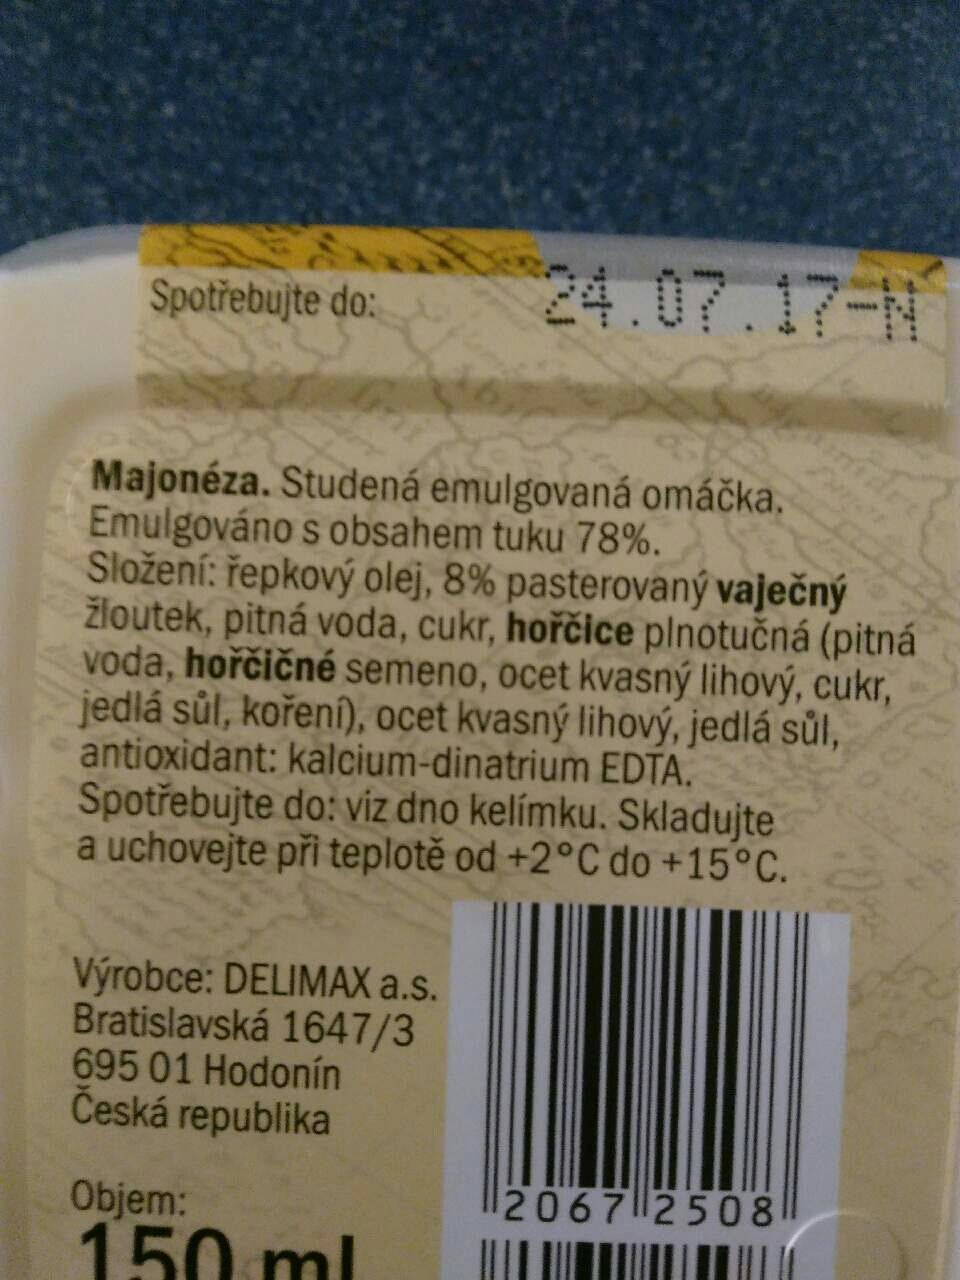 Spotřebujte do: 24.07.17-N
Majonéza. Studená emulgovaná omáčka.
Emulgováno s obsahem tuku 78%.
Složení: řepkový olej, 8% pasterovaný vaječný
žloutek, pitná voda, cukr, hořčice plnotučná (pitná
voda, hořčičné semeno, ocet kvasný lihový, cukr,
jedlá sůl, koření), ocet kvasný lihový, jedlá sůl,
antioxidant: kalcium-dinatrium EDTA.
Spotřebujte do: viz dno kelímku. Skladujte
a uchovejte při teplotě od +2°C do +15°C.
Výrobce: DELIMAX a.s.
Bratislavská 1647/3
695 01 Hodonín
Česká republika
2067 2508
Objem:
150 ml